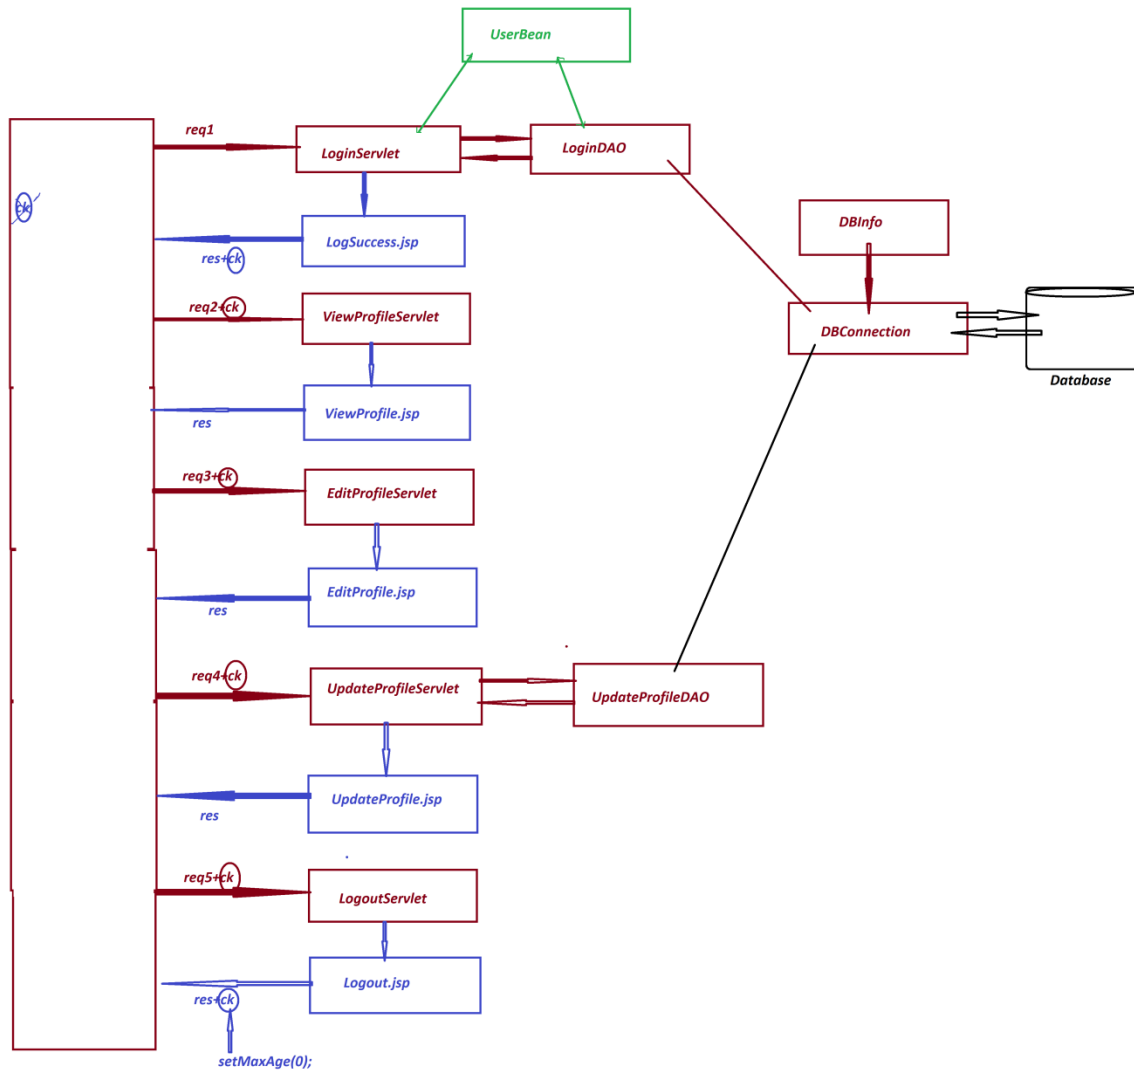 UserBean
req1
LoginServlet
LoginDAO
ck
DBInfo
LogSuccess.jsp
res+ck
req2+ck
ViewProfileServlet
DBConnection
Database
ViewProfile.jsp
res
req3+ck
EditProfileServlet
EditProfile.jsp
res
req4+ck
UpdateProfileServlet
UpdateProfileDAO
UpdateProfile.jsp
res
req5+ck
LogoutServlet
Logout.jsp
res+ck
setMaxAge(0);